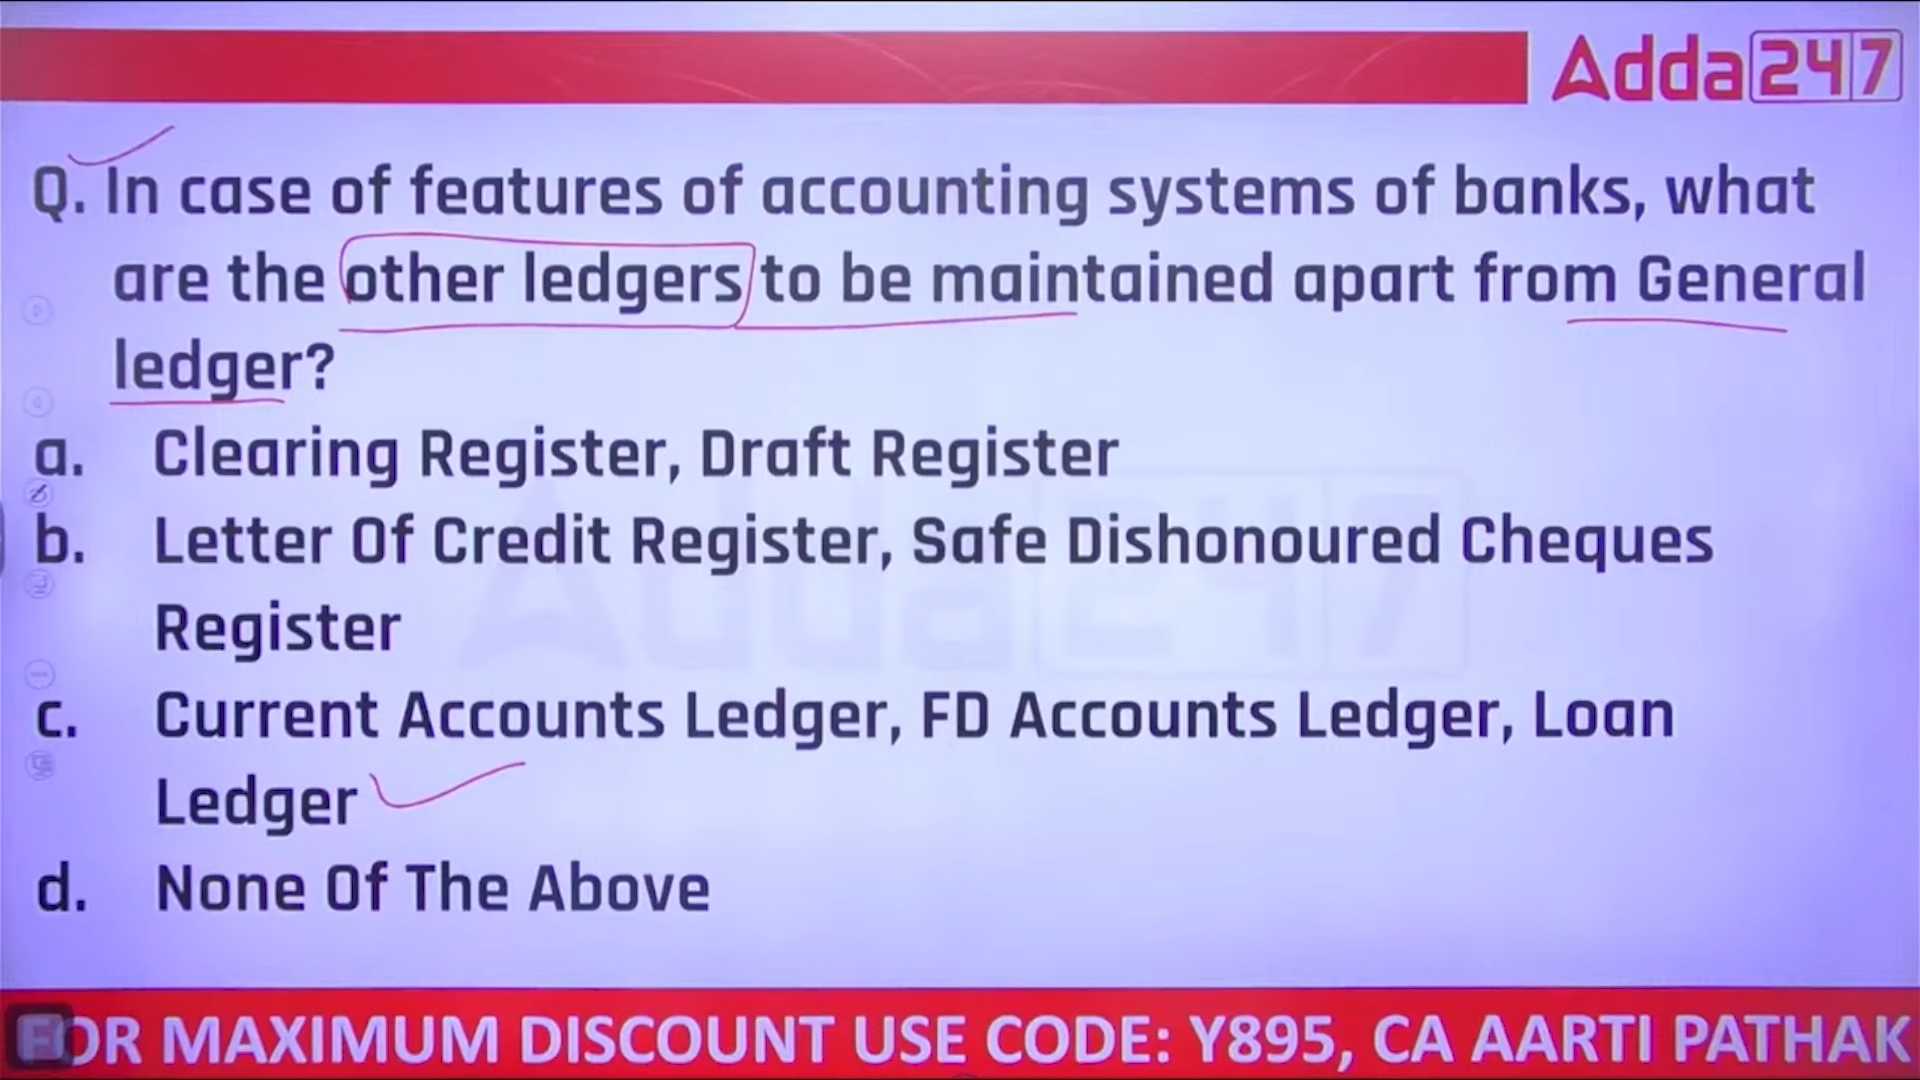 Adda247
Q. In case of features of accounting systems of banks, what
are the other ledgers to be maintained apart from General
ledger?
a. Clearing Register, Draft Register
b. Letter Of Credit Register, Safe Dishonoured Cheques
Register
c. Current Accounts Ledger, FD Accounts Ledger, Loan
Ledger
d. None Of The Above
Adda247
FOR MAXIMUM DISCOUNT USE CODE: Y895, CA AARTI PATHAK